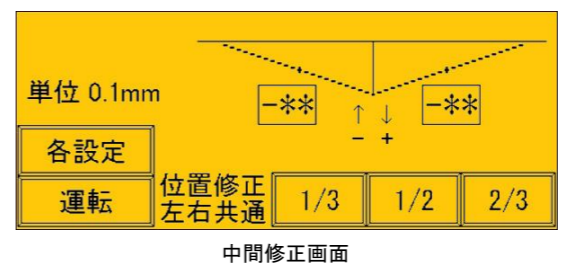 単位 0.1mm
-** ↑ ↓ -**
- +
各設定
運転
位置修正
左右共通
1/3 1/2 2/3
中間修正画面